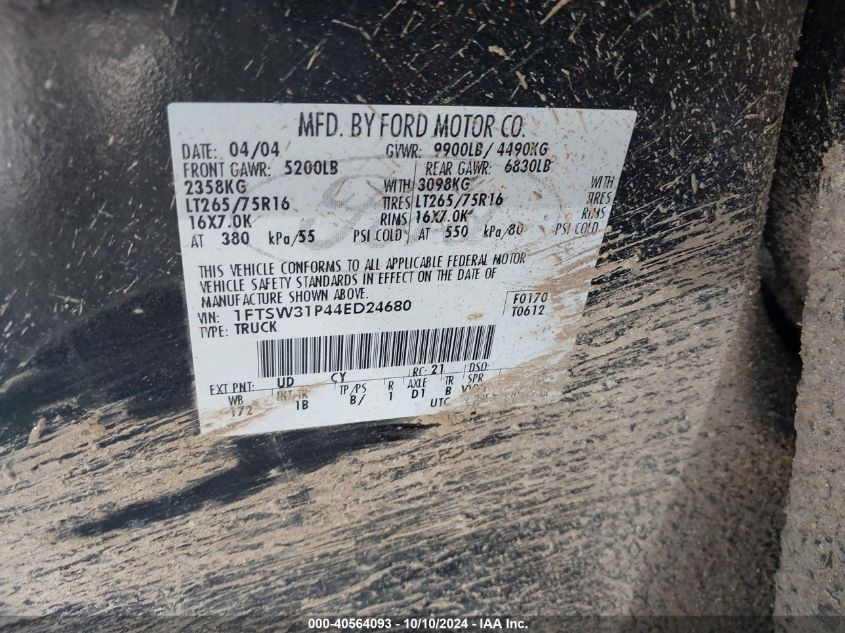 MFD. BY FORD MOTOR CO.
DATE: 04/04 GVWR: 9900LB/ 4490KG
FRONT GAWR: 5200LB REAR GAWR: 6830LB
2358KG WITH 3098KG WITH
LT265/75R16 TIRES LT265/75R16 TIRES
16X7.0K RIMS 16X7.0K RIMS
AT 380 kPa/55 PSI COLD AT 550 kPa/80 PSI COLD
THIS VEHICLE CONFORMS TO ALL APPLICABLE FEDERAL MOTOR
VEHICLE SAFETY STANDARDS IN EFFECT ON THE DATE OF
MANUFACTURE SHOWN ABOVE.
VIN: 1FTSW31P44ED24680 F0170
TYPE: TRUCK T0612
EXT PNT: UD CY RC: 21 DSO:
WB INT TR TP/PS R AXLE TR SPR
172 1B B/ 1 D1 B
UTC
000-40564093 - 10/10/2024 - IAA Inc.